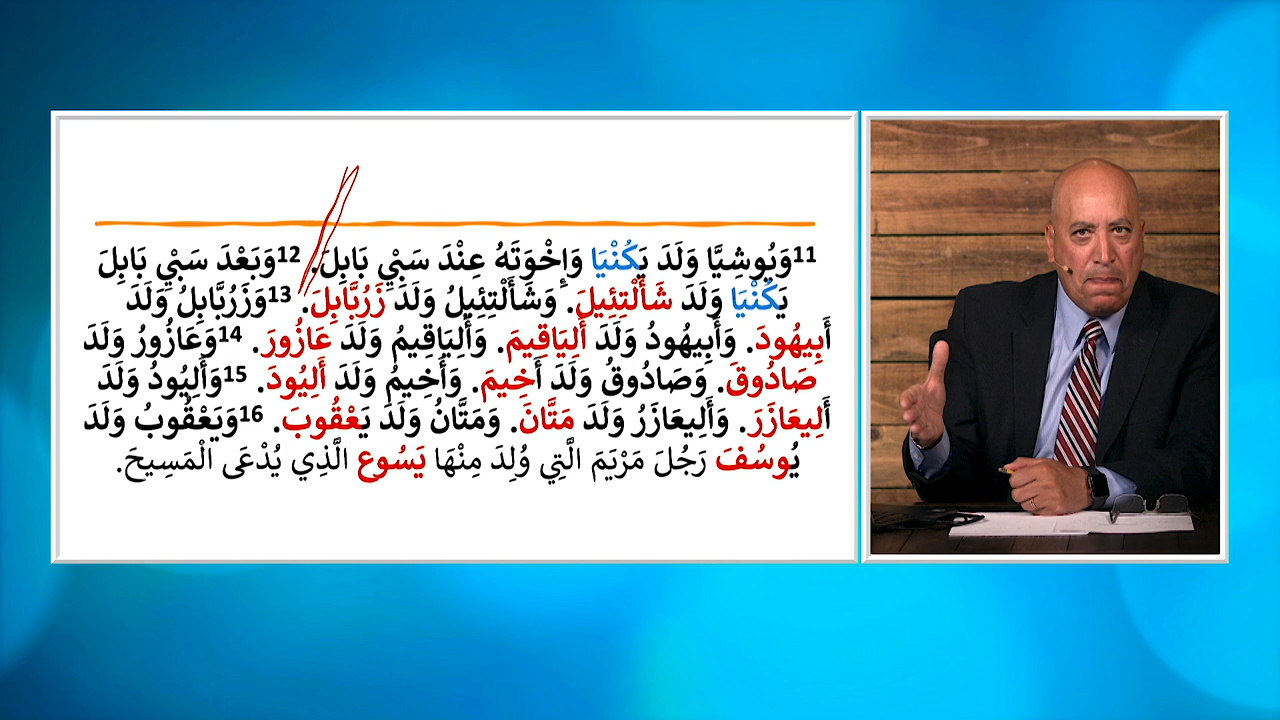 11وَيُوشِيَّا وَلَدَ يَكُنْيَا وَإِخْوَتَهُ عِنْدَ سَبْيِ بَابِلَ. 12وَبَعْدَ سَبْيِ بَابِلَ
يَكُنْيَا وَلَدَ شَأَلْتِئِيلَ. وَشَأَلْتِئِيلُ وَلَدَ زَرُبَّابِلَ. 13وَزَرُبَّابِلُ وَلَدَ
أَبِيهُودَ. وَأَبِيهُودُ وَلَدَ أَلِيَاقِيمَ. وَأَلِيَاقِيمُ وَلَدَ عَازُورَ. 14وَعَازُورُ وَلَدَ
صَادُوقَ. وَصَادُوقُ وَلَدَ أَخِيمَ. وَأَخِيمُ وَلَدَ أَلِيُودَ. 15وَأَلِيُودُ وَلَدَ
أَلِيعَازَرَ. وَأَلِيعَازَرُ وَلَدَ مَتَّانَ. وَمَتَّانُ وَلَدَ يَعْقُوبَ. 16وَيَعْقُوبُ وَلَدَ
يُوسُفَ رَجُلَ مَرْيَمَ الَّتِي وُلِدَ مِنْهَا يَسُوع الَّذِي يُدْعَى الْمَسِيحَ.